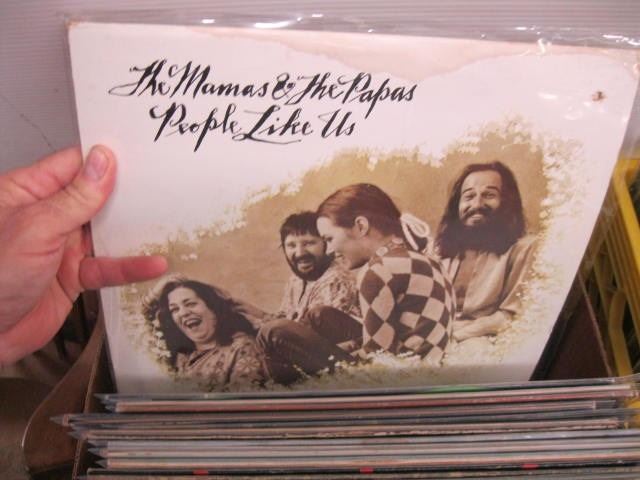 The Mamas & The Papas
People Like Us